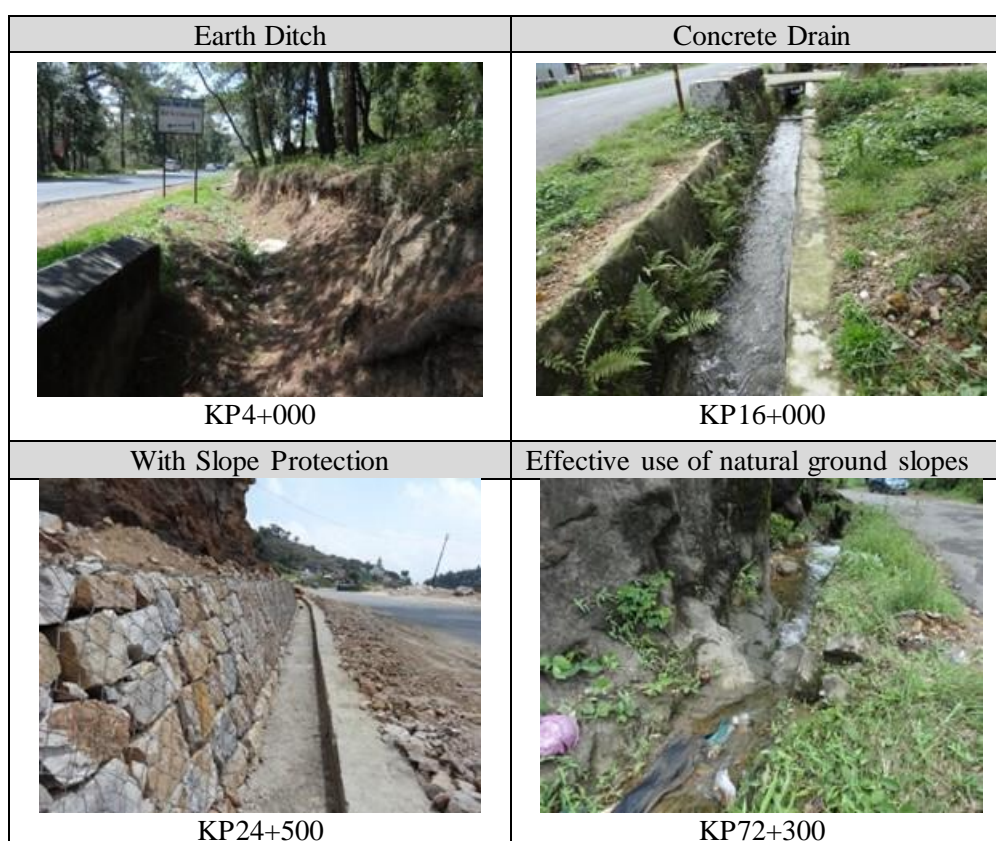 Earth Ditch
Concrete Drain
KP4+000
KP16+000
With Slope Protection
Effective use of natural ground slopes
KP24+500
KP72+300